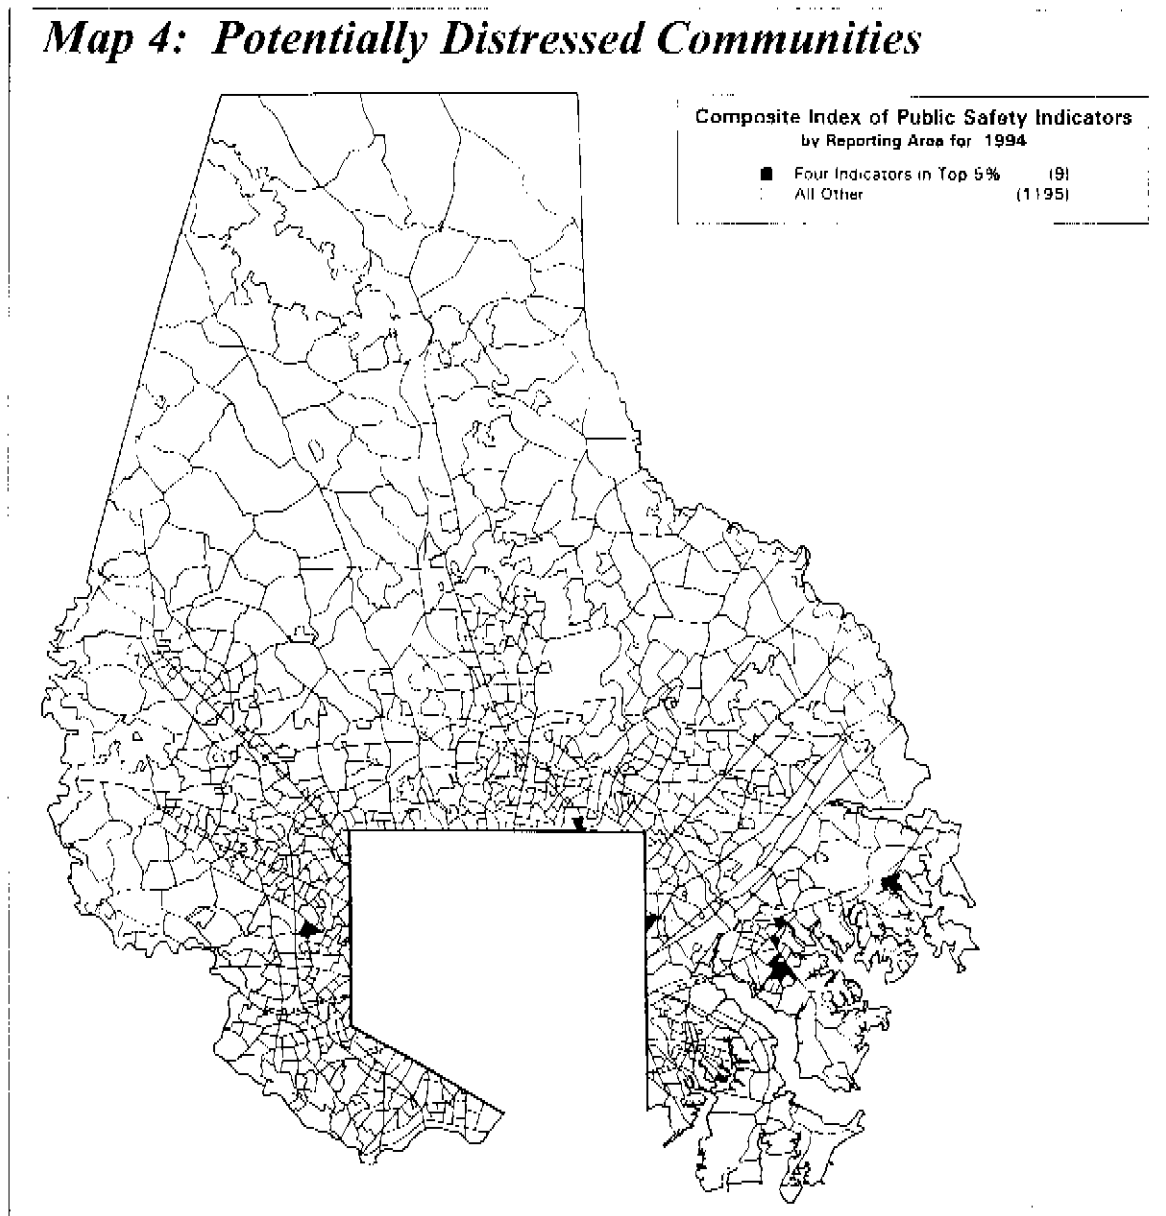 Map 4: Potentially Distressed Communities
Composite Index of Public Safety Indicators
by Reporting Area for 1994
Four Indicators in Top 5% (9)
All Other (1195)